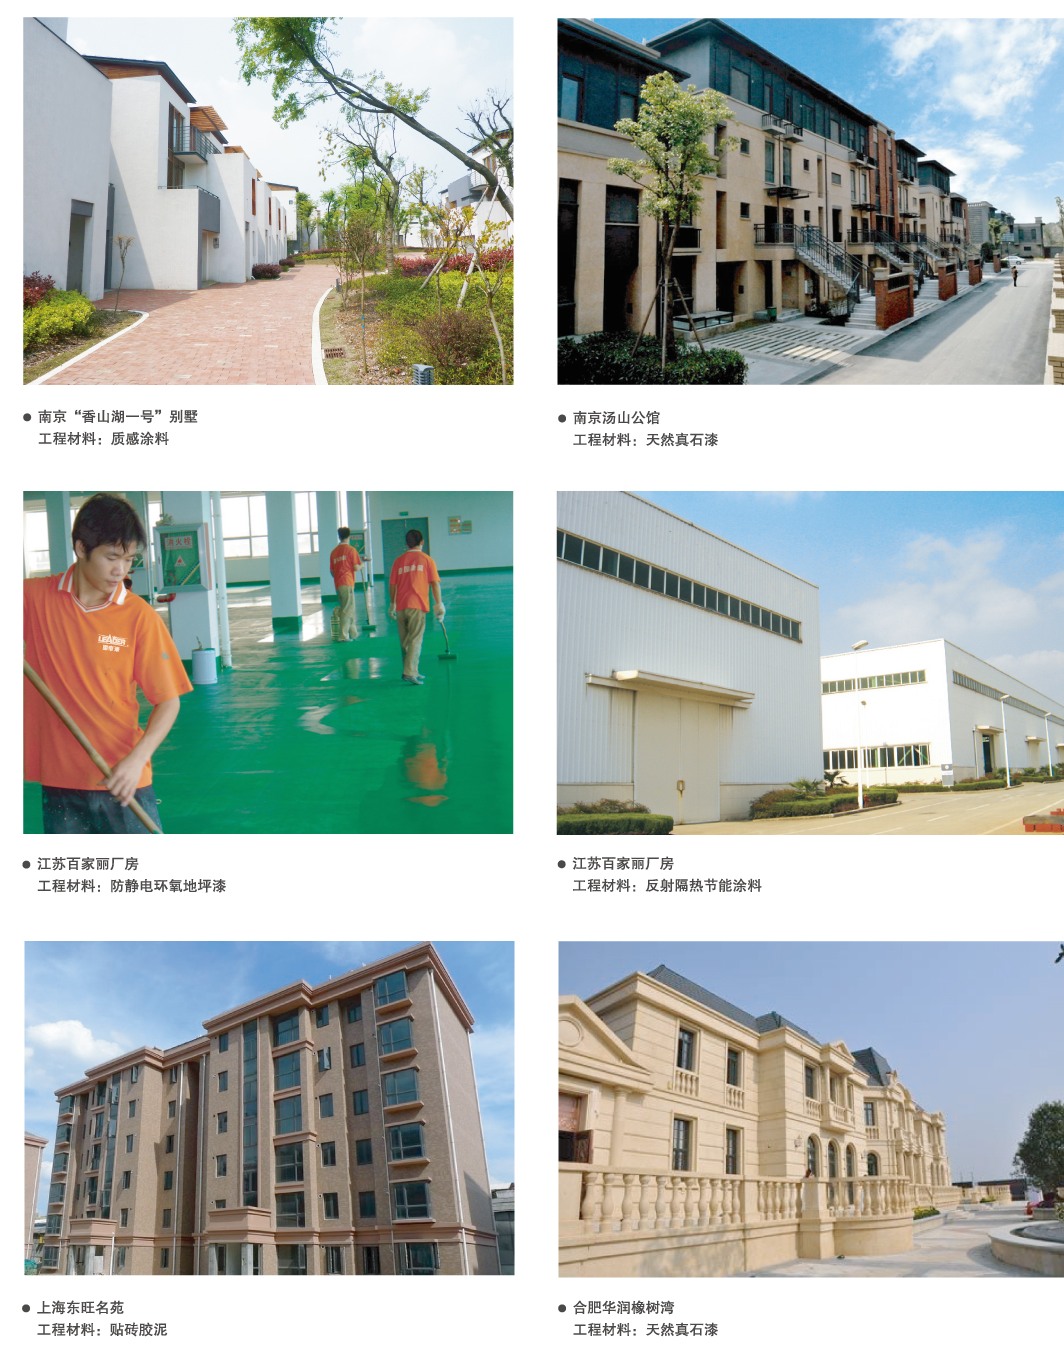 ● 南京“香山湖一号”别墅
工程材料：质感涂料
● 南京汤山公馆
工程材料：天然真石漆
消火栓
LEADER
● 江苏百家丽厂房
工程材料：防静电环氧地坪漆
● 江苏百家丽厂房
工程材料：反射隔热节能涂料
● 上海东旺名苑
工程材料：贴砖胶泥
● 合肥华润橡树湾
工程材料：天然真石漆